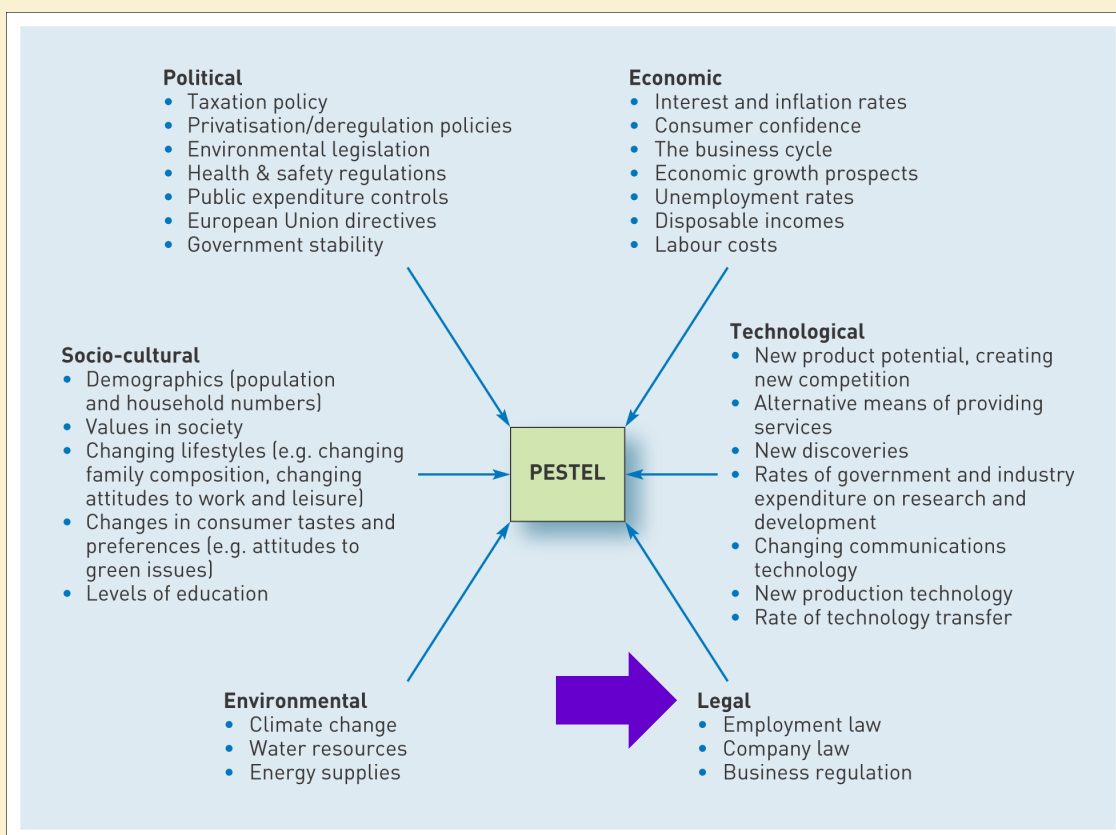 Political
• Taxation policy
• Privatisation/deregulation policies
• Environmental legislation
• Health & safety regulations
• Public expenditure controls
• European Union directives
• Government stability
Economic
• Interest and inflation rates
• Consumer confidence
• The business cycle
• Economic growth prospects
• Unemployment rates
• Disposable incomes
• Labour costs
Socio-cultural
• Demographics (population
and household numbers)
• Values in society
• Changing lifestyles (e.g. changing
family composition, changing
attitudes to work and leisure)
• Changes in consumer tastes and
preferences (e.g. attitudes to
green issues)
• Levels of education
PESTEL
Technological
• New product potential, creating
new competition
• Alternative means of providing
services
• New discoveries
• Rates of government and industry
expenditure on research and
development
• Changing communications
technology
• New production technology
• Rate of technology transfer
Environmental
• Climate change
• Water resources
• Energy supplies
Legal
• Employment law
• Company law
• Business regulation